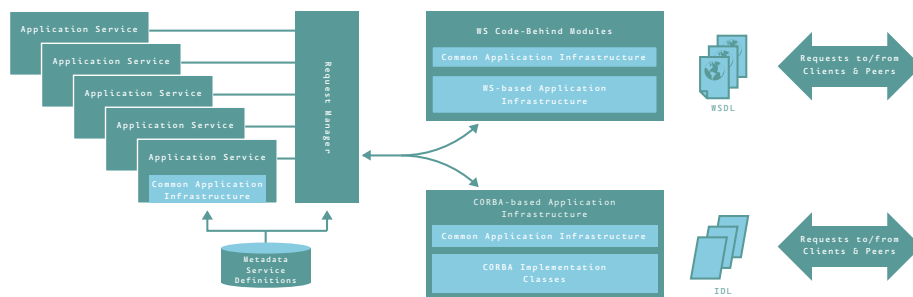 Application Service
Application Service
Application Service
Application Service
Application Service
Common Application
Infrastructure
Request Manager
Metadata
Service
Definitions
WS Code-Behind Modules
Common Application Infrastructure
WS-based Application
Infrastructure
WSDL
Requests to/from
Clients & Peers
CORBA-based Application
Infrastructure
Common Application Infrastructure
CORBA Implementation
Classes
IDL
Requests to/from
Clients & Peers